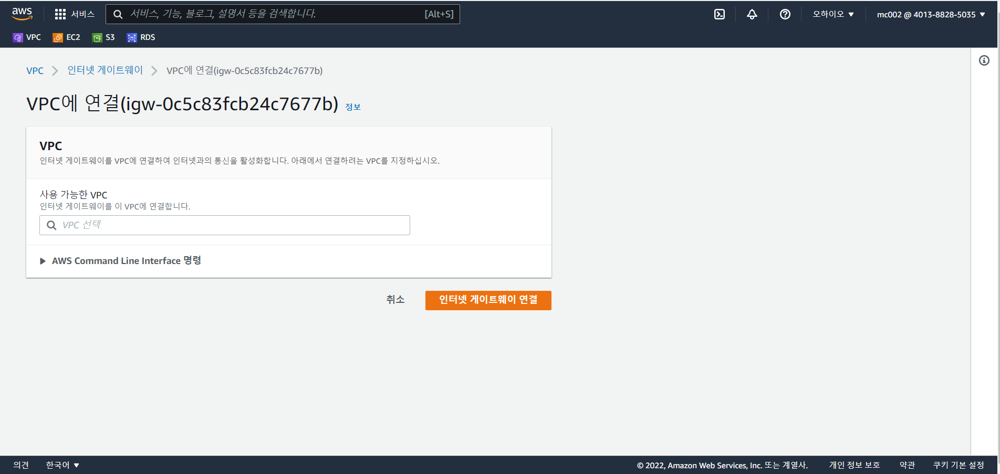 aws 서비스 서비스, 기능, 블로그, 설명서 등을 검색합니다. [Alt+S] 오하이오 mc002 @ 4013-8828-5035
VPC EC2 S3 RDS
VPC 인터넷 게이트웨이 VPC에 연결(igw-0c5c83fcb24c7677b)
VPC에 연결(igw-0c5c83fcb24c7677b) 정보
VPC
인터넷 게이트웨이를 VPC에 연결하여 인터넷과의 통신을 활성화합니다. 아래에서 연결하려는 VPC를 지정하십시오.
사용 가능한 VPC
인터넷 게이트웨이를 이 VPC에 연결합니다.
VPC 선택
AWS Command Line Interface 명령
취소 인터넷 게이트웨이 연결
의견 한국어 © 2022, Amazon Web Services, Inc. 또는 계열사. 개인 정보 보호 약관 쿠키 기본 설정